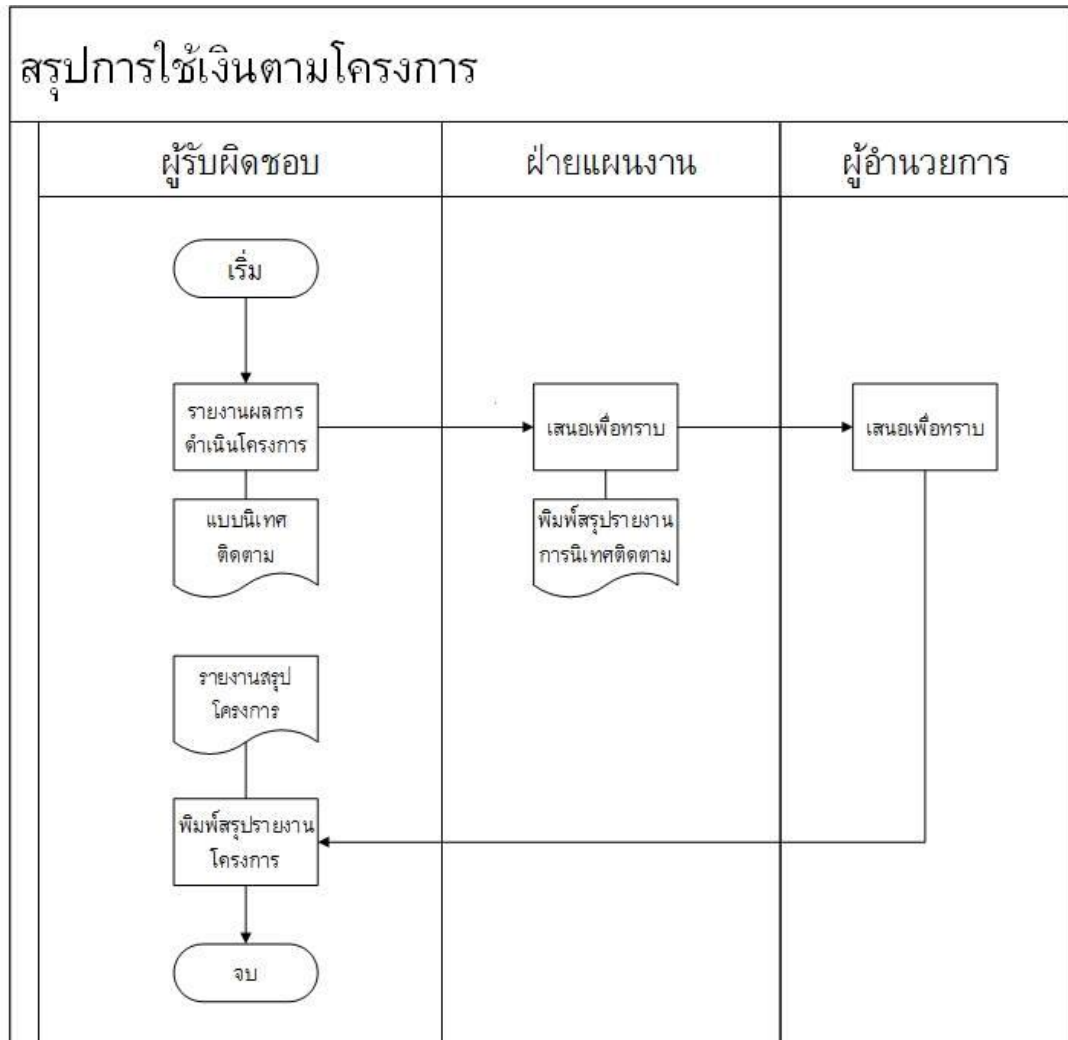 สรุปการใช้เงินตามโครงการ
ผู้รับผิดชอบ
ฝ่ายแผนงาน
ผู้อำนวยการ
เริ่ม
รายงานผลการ
ดำเนินโครงการ
เสนอเพื่อทราบ
เสนอเพื่อทราบ
แบบนิเทศ
ติดตาม
พิมพ์สรุปรายงาน
การนิเทศติดตาม
รายงานสรุป
โครงการ
พิมพ์สรุปรายงาน
โครงการ
จบ